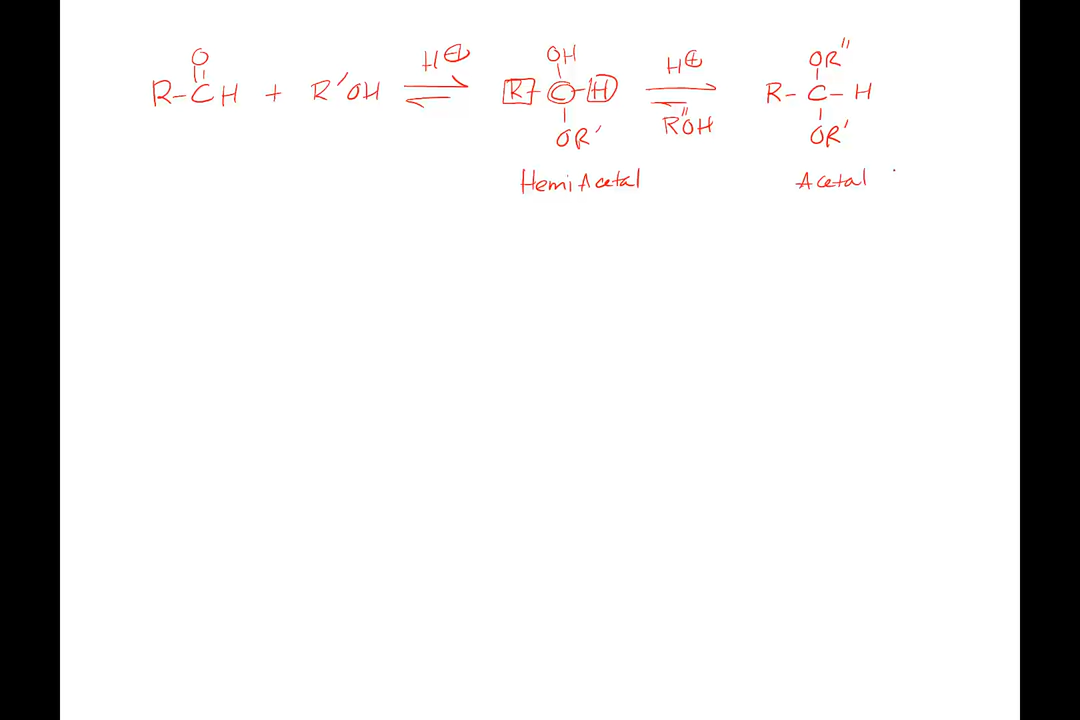 O OH OR''
R-CH + R'OH H⊕ ⇌ R-C-H H⊕ ⇌ R''OH R-C-H
OR' OR'
HemiAcetal Acetal